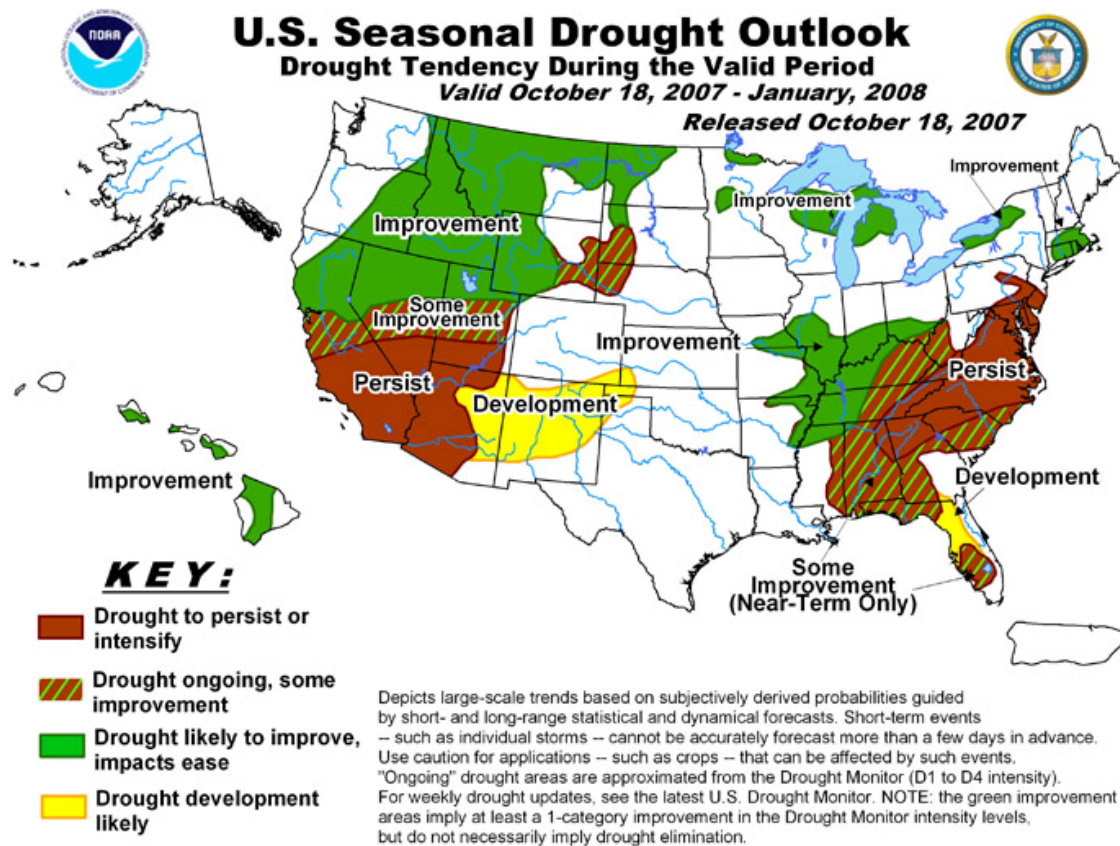 U.S. Seasonal Drought Outlook
Drought Tendency During the Valid Period
Valid October 18, 2007 - January, 2008
Released October 18, 2007
NOAA
Improvement
Improvement
Improvement
Some
Improvement
Improvement
Persist
Persist
Development
Improvement
Development
Some
Improvement
(Near-Term Only)
KEY:
Drought to persist or
intensify
Drought ongoing, some
improvement
Drought likely to improve,
impacts ease
Drought development
likely
Depicts large-scale trends based on subjectively derived probabilities guided
by short- and long-range statistical and dynamical forecasts. Short-term events
-- such as individual storms -- cannot be accurately forecast more than a few days in advance.
Use caution for applications -- such as crops -- that can be affected by such events.
"Ongoing" drought areas are approximated from the Drought Monitor (D1 to D4 intensity).
For weekly drought updates, see the latest U.S. Drought Monitor. NOTE: the green improvement
areas imply at least a 1-category improvement in the Drought Monitor intensity levels,
but do not necessarily imply drought elimination.